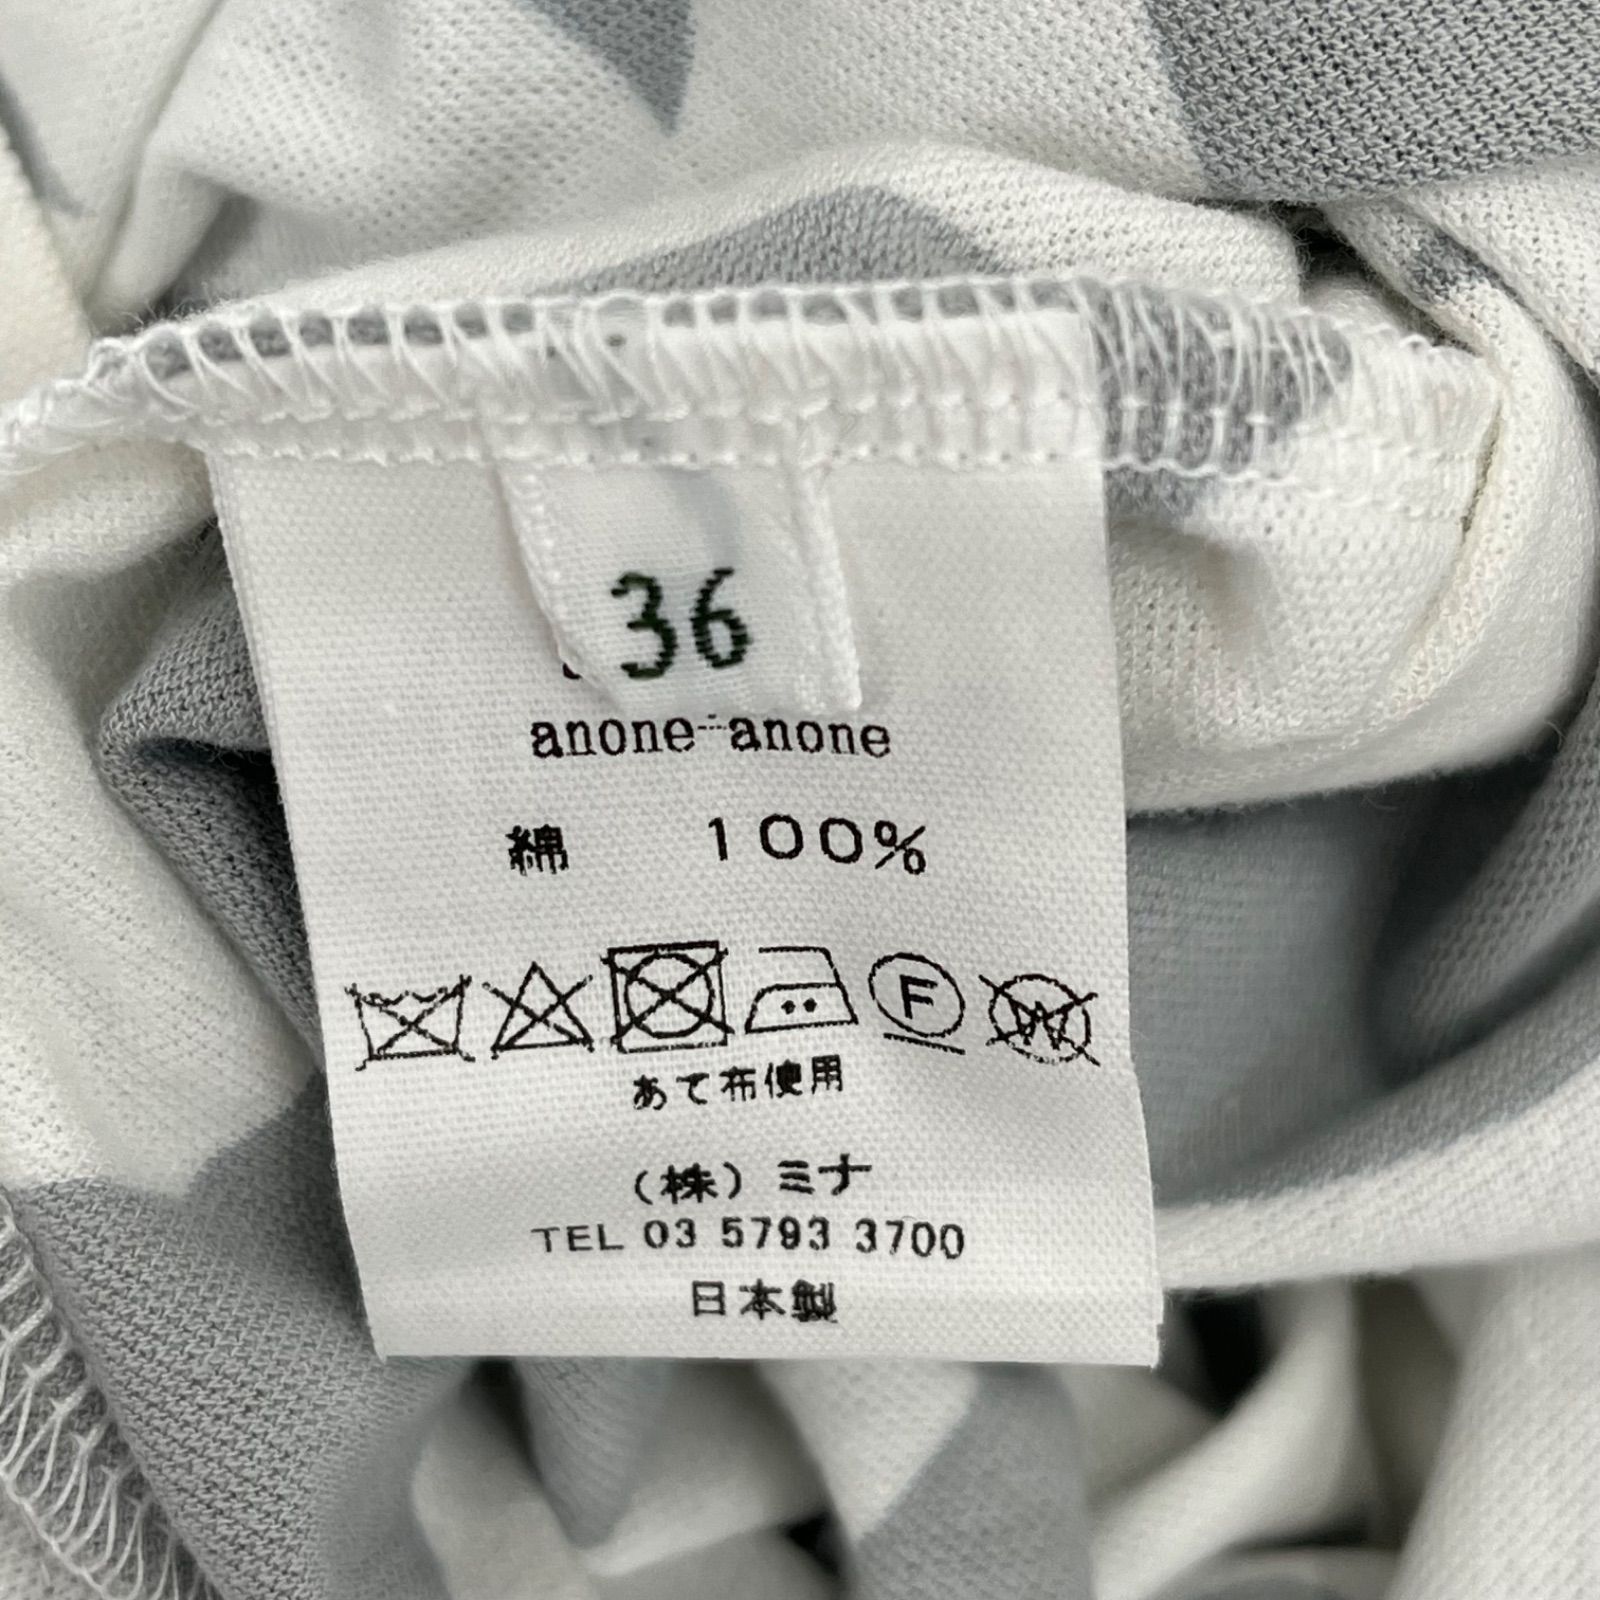 36
anone-anone
綿 100%
F W
あて布使用
(株)ミナ
TEL 03 5793 3700
日本製